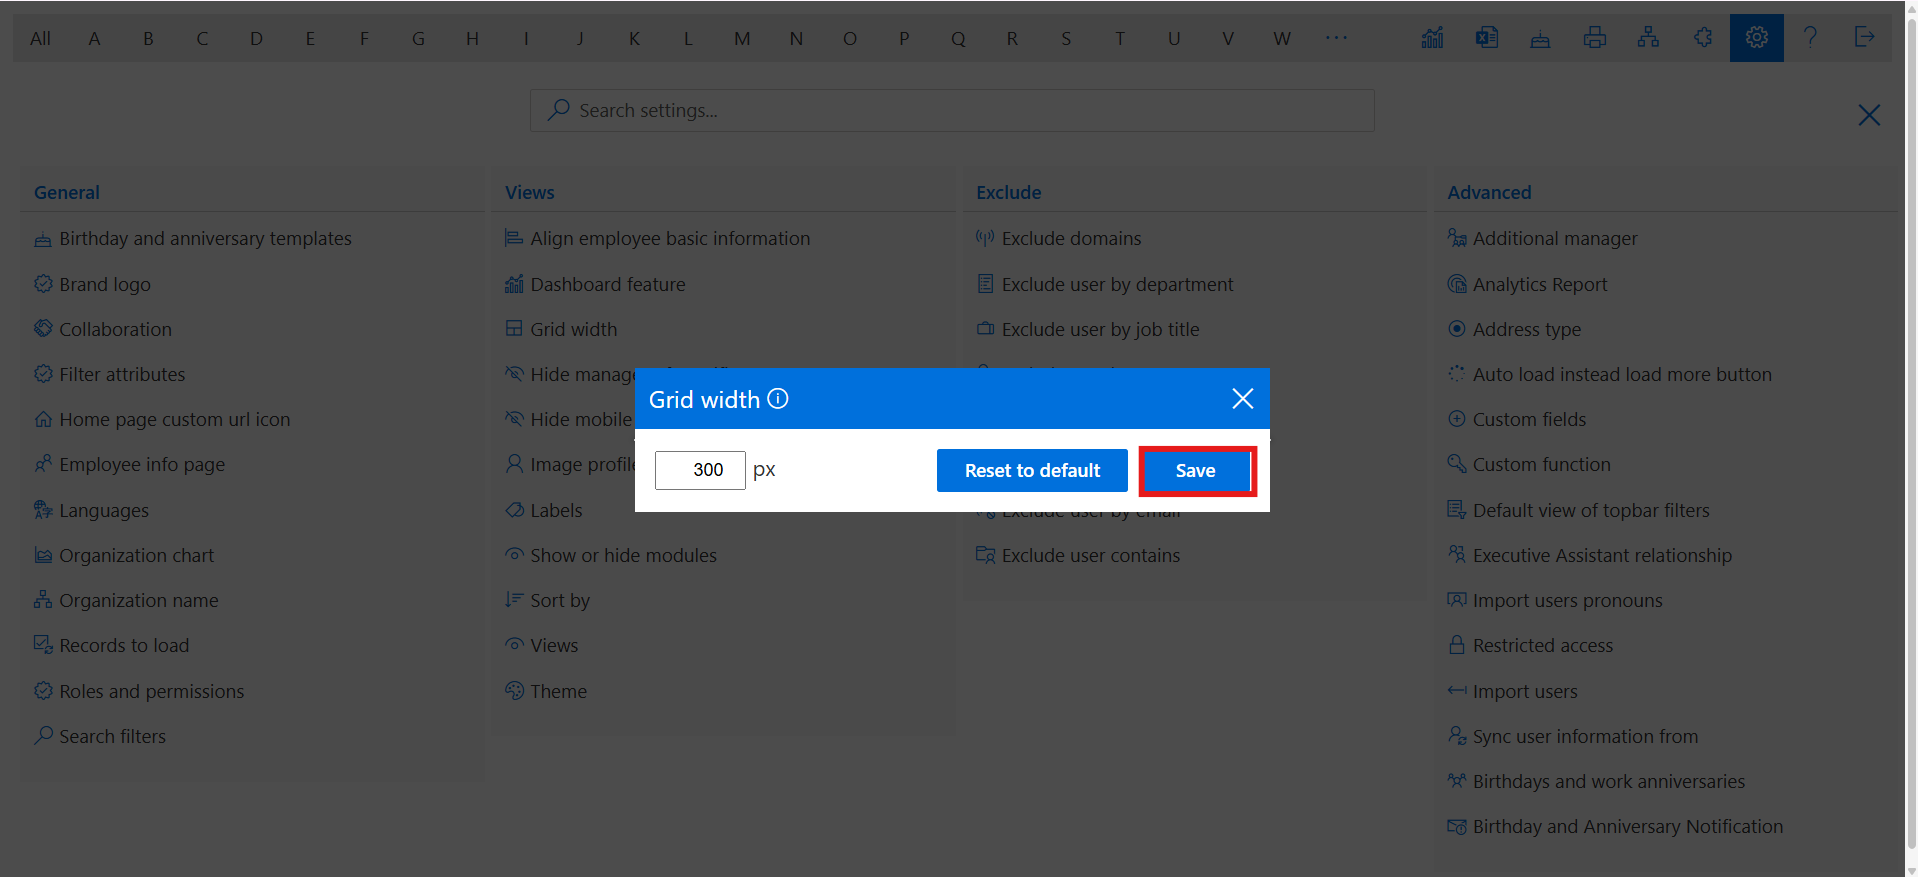 All A B C D E F G H I J K L M N O P Q R S T U V W ...
Search settings...
General
Birthday and anniversary templates
Brand logo
Collaboration
Filter attributes
Home page custom url icon
Employee info page
Languages
Organization chart
Organization name
Records to load
Roles and permissions
Search filters
Views
Align employee basic information
Dashboard feature
Grid width
Hide manage
Hide mobile
Image profile
Labels
Show or hide modules
Sort by
Views
Theme
Exclude
Exclude domains
Exclude user by department
Exclude user by job title
Exclude user by email
Exclude user contains
Advanced
Additional manager
Analytics Report
Address type
Auto load instead load more button
Custom fields
Custom function
Default view of topbar filters
Executive Assistant relationship
Import users pronouns
Restricted access
Import users
Sync user information from
Birthdays and work anniversaries
Birthday and Anniversary Notification
Grid width
300 px
Reset to default
Save